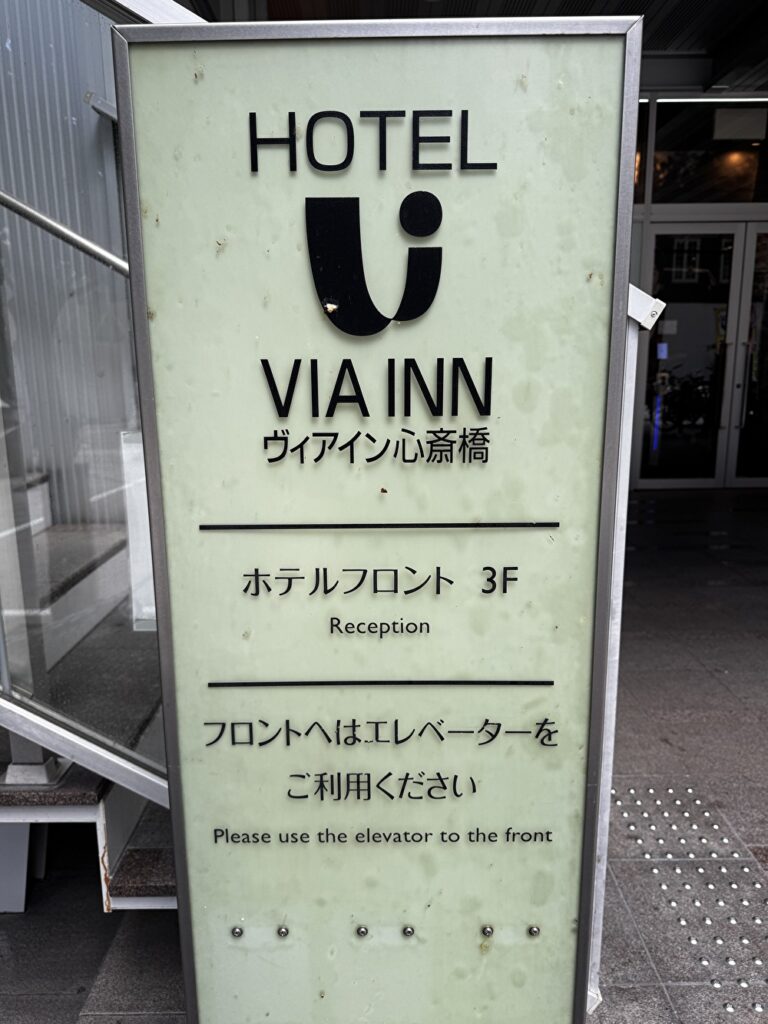 HOTEL
VIA INN
ヴィアイン心斎橋
ホテルフロント 3F
Reception
フロントへはエレベーターを
ご利用ください
Please use the elevator to the front